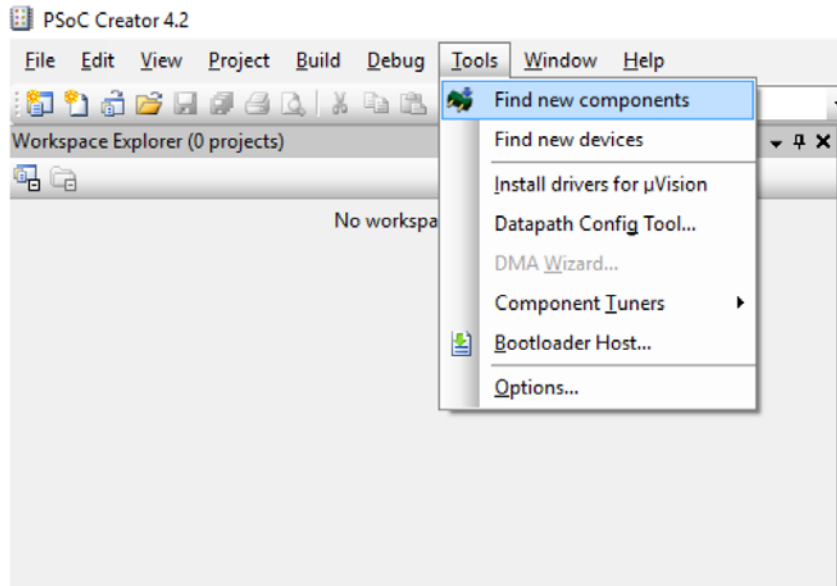 PSoC Creator 4.2
File Edit View Project Build Debug Tools Window Help
Find new components
Workspace Explorer (0 projects)
Find new devices
Install drivers for µVision
No workspa
Datapath Config Tool...
DMA Wizard...
Component Tuners
Bootloader Host...
Options...